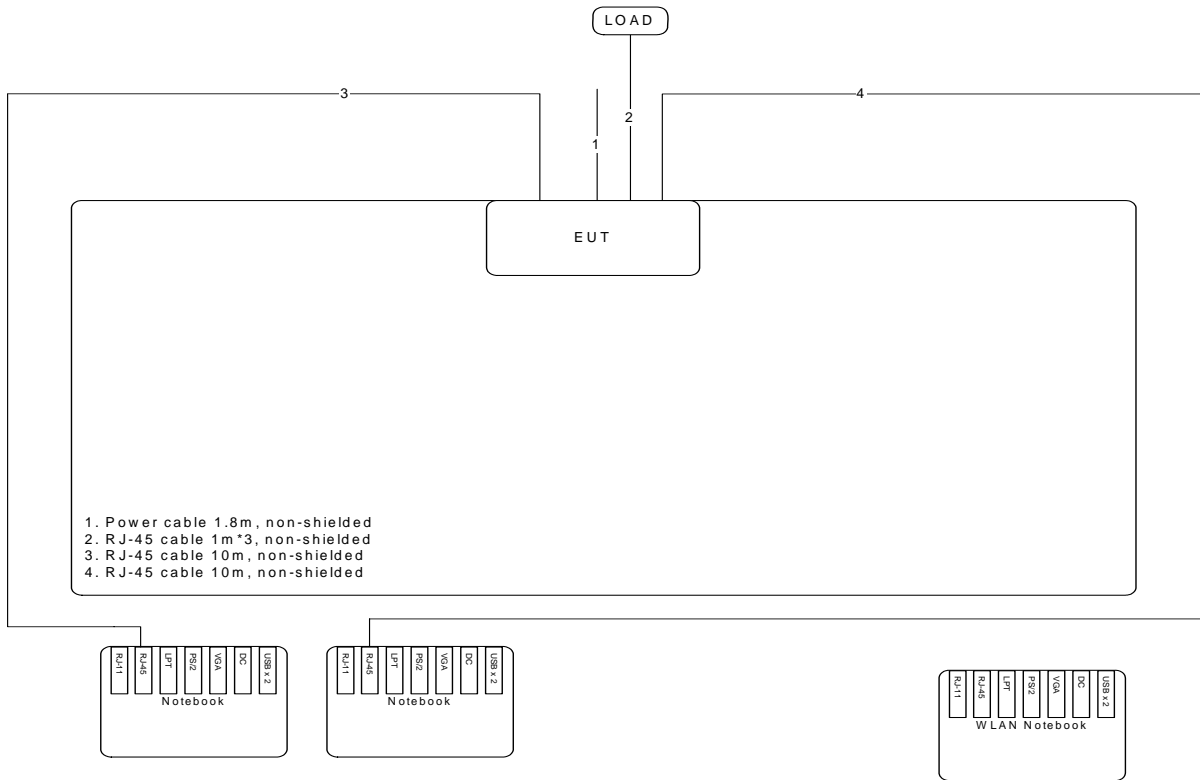 LOAD
3
4
2
1
EUT
1. Power cable 1.8m, non-shielded
2. RJ-45 cable 1m*3, non-shielded
3. RJ-45 cable 10m, non-shielded
4. RJ-45 cable 10m, non-shielded
RJ-11
RJ-45
LPT
PS/2
VGA
DC
USB x 2
Notebook
RJ-11
RJ-45
LPT
PS/2
VGA
DC
USB x 2
Notebook
RJ-11
RJ-45
LPT
PS/2
VGA
DC
USB x 2
WLAN Notebook